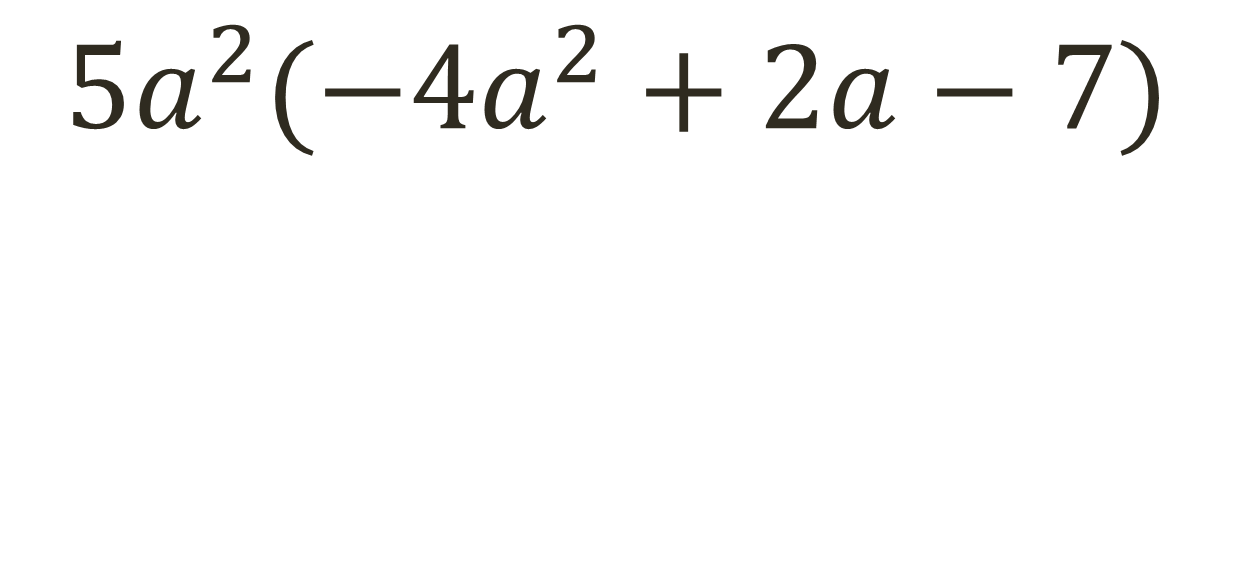 5a²(−4a² + 2a − 7)